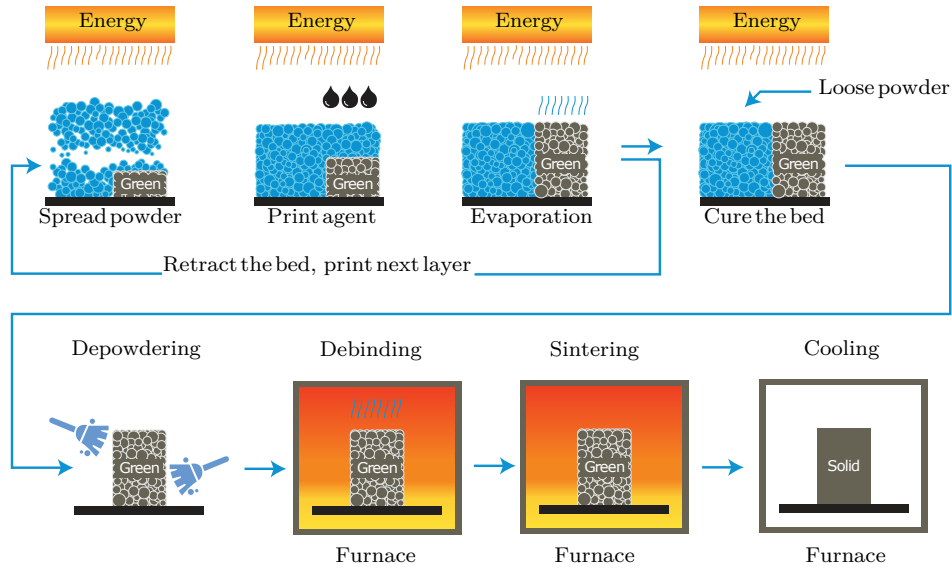 Energy
Energy
Energy
Energy
Loose powder
Green
Green
Green
Green
Spread powder
Print agent
Evaporation
Cure the bed
Retract the bed, print next layer
Depowdering
Debinding
Sintering
Cooling
Green
Green
Green
Solid
Furnace
Furnace
Furnace